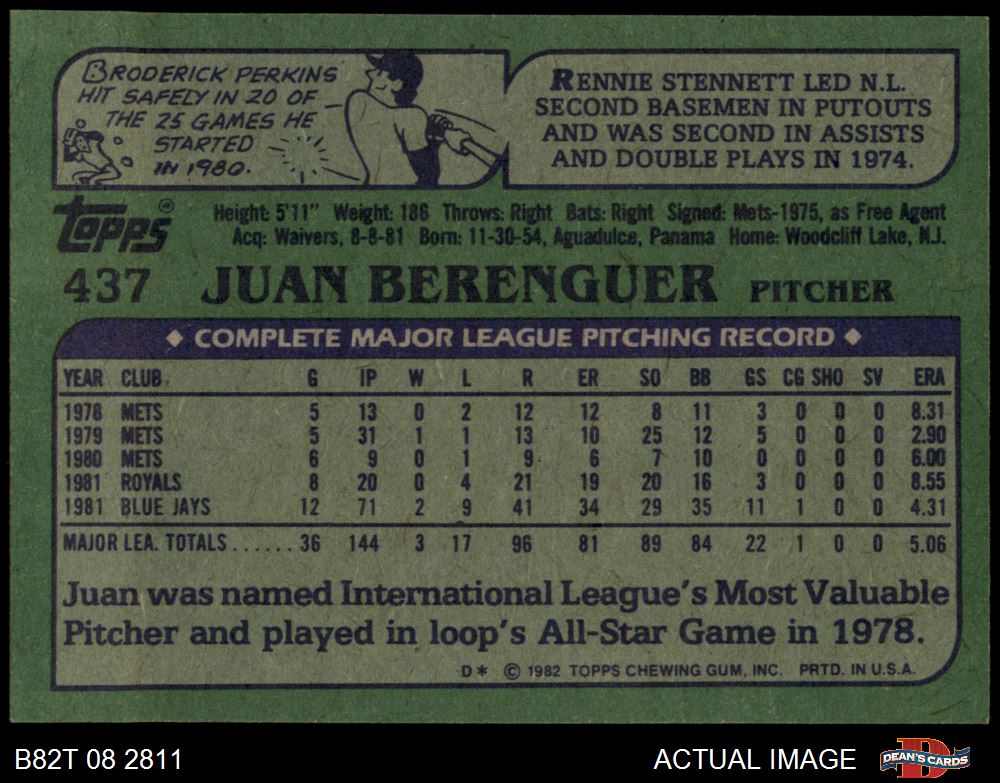 BRODERICK PERKINS
HIT SAFELY IN 20 OF
THE 25 GAMES HE
STARTED
IN 1980.
RENNIE STENNETT LED N.L.
SECOND BASEMEN IN PUTOUTS
AND WAS SECOND IN ASSISTS
AND DOUBLE PLAYS IN 1974.
TOPPS®
Height: 5'11" Weight: 186 Throws: Right Bats: Right Signed: Mets-1975, as Free Agent
Acq: Waivers, 8-8-81 Born: 11-30-54, Aguadulce, Panama Home: Woodcliff Lake, N.J.
437 JUAN BERENGUER PITCHER
◆ COMPLETE MAJOR LEAGUE PITCHING RECORD ◆
YEAR CLUB G IP W L R ER SO BB GS CG SHO SV ERA
1978 METS 5 13 0 2 12 12 8 11 3 0 0 0 8.31
1979 METS 5 31 1 1 13 10 25 12 5 0 0 0 2.90
1980 METS 6 9 0 1 9 6 7 10 0 0 0 0 6.00
1981 ROYALS 8 20 0 4 21 19 20 16 3 0 0 0 8.55
1981 BLUE JAYS 12 71 2 9 41 34 29 35 11 1 0 0 4.31
MAJOR LEA. TOTALS...... 36 144 3 17 96 81 89 84 22 1 0 0 5.06
Juan was named International League's Most Valuable
Pitcher and played in loop's All-Star Game in 1978.
D* © 1982 TOPPS CHEWING GUM, INC. PRTD. IN U.S.A.
B82T 08 2811 ACTUAL IMAGE DEAN'S CARDS